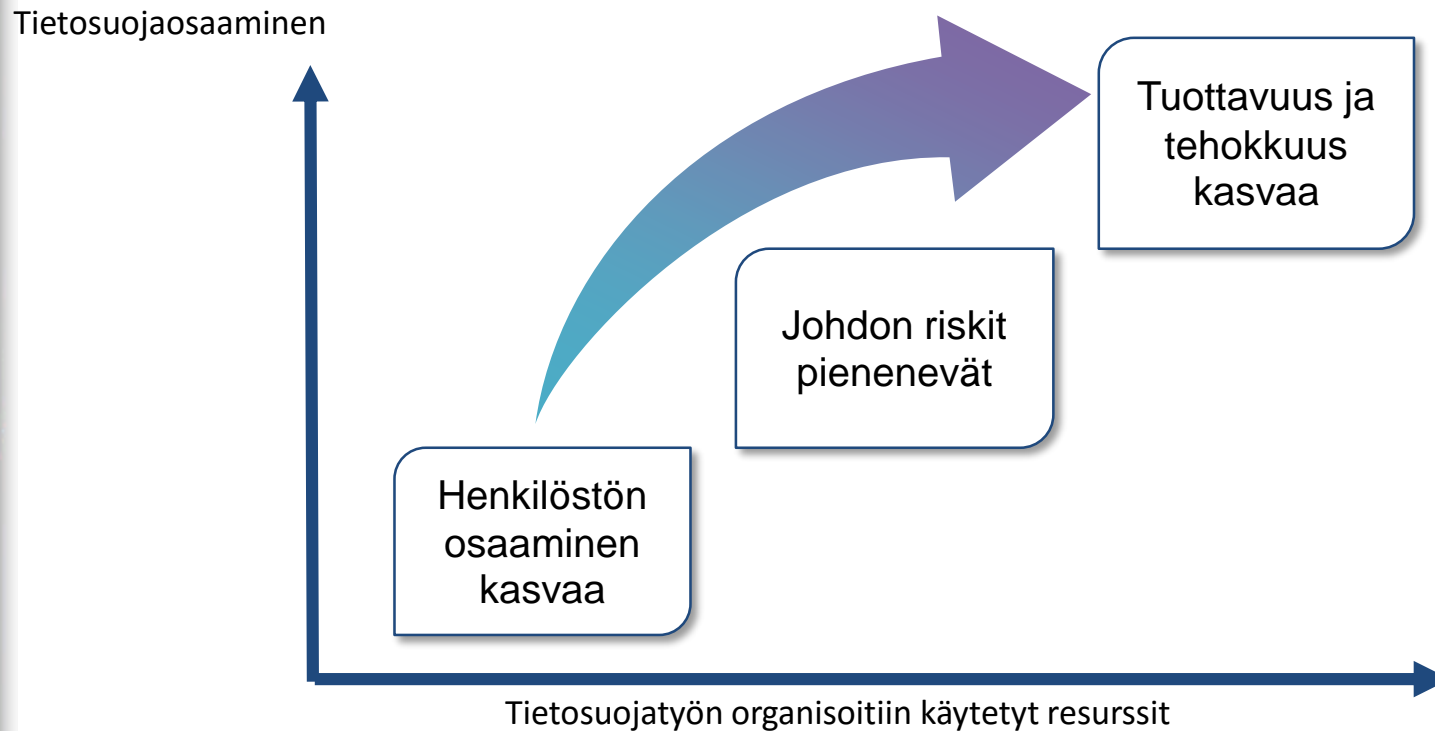 Tietosuojaosaaminen
Tuottavuus ja
tehokkuus
kasvaa
Johdon riskit
pienenevät
Henkilöstön
osaaminen
kasvaa
Tietosuojatyön organisoitiin käytetyt resurssit